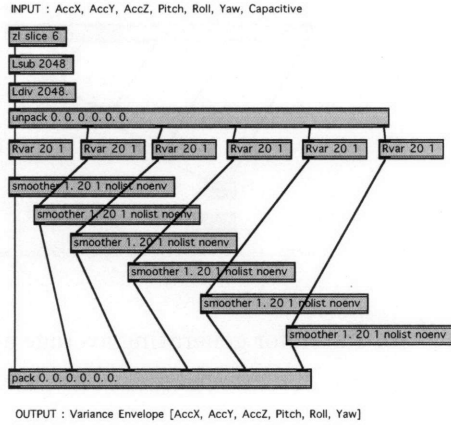 INPUT : AccX, AccY, AccZ, Pitch, Roll, Yaw, Capacitive
zl slice 6
Lsub 2048
Ldiv 2048.
unpack 0. 0. 0. 0. 0. 0.
Rvar 20 1
Rvar 20 1
Rvar 20 1
Rvar 20 1
Rvar 20 1
Rvar 20 1
smoother 1. 20 1 nolist noenv
smoother 1. 20 1 nolist noenv
smoother 1. 20 1 nolist noenv
smoother 1. 20 1 nolist noenv
smoother 1. 20 1 nolist noenv
smoother 1. 20 1 nolist noenv
pack 0. 0. 0. 0. 0. 0.
OUTPUT : Variance Envelope [AccX, AccY, AccZ, Pitch, Roll, Yaw]